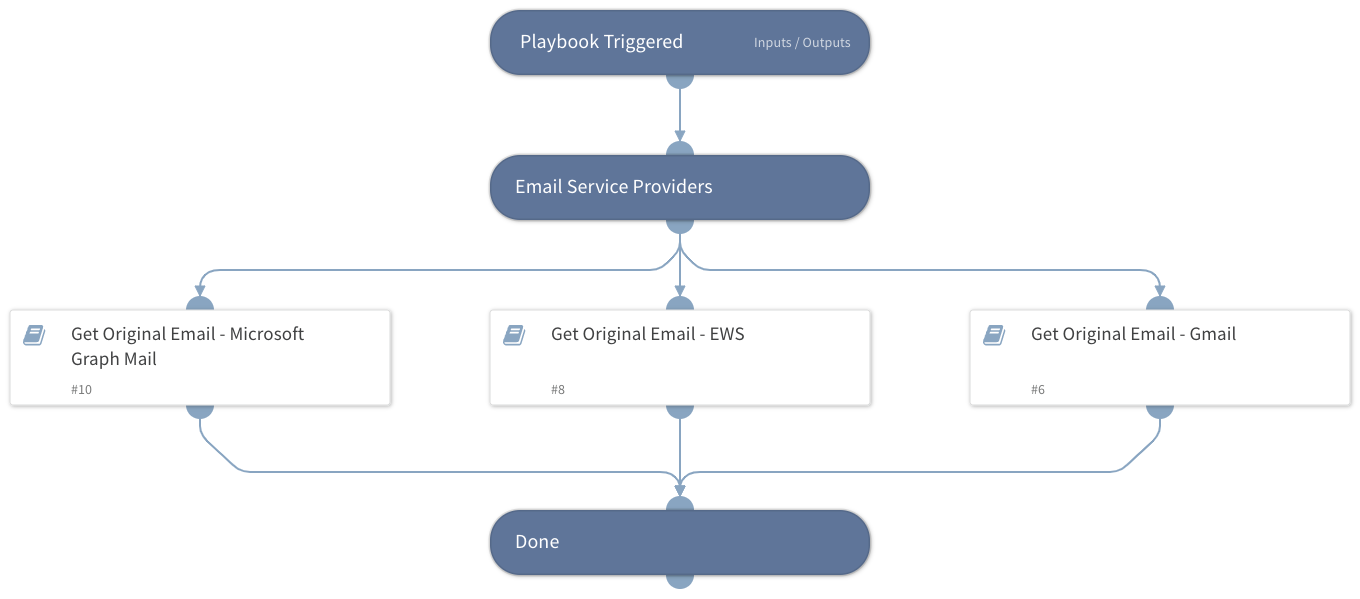 Playbook Triggered
Inputs / Outputs
Email Service Providers
Get Original Email - Microsoft
Graph Mail
#10
Get Original Email - EWS
#8
Get Original Email - Gmail
#6
Done